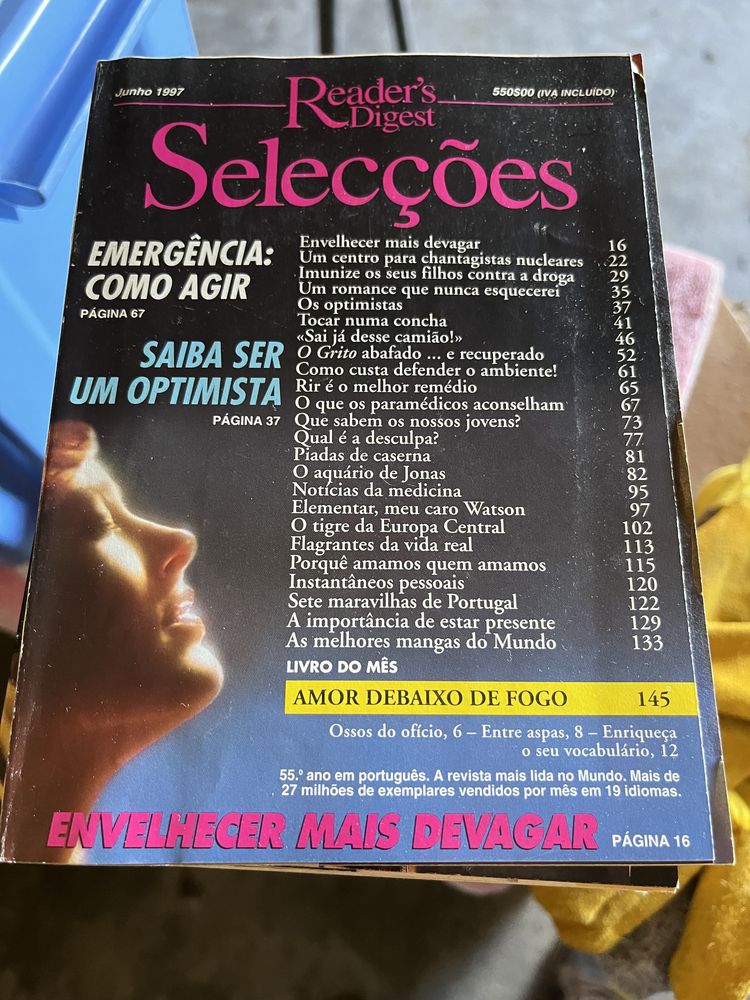 Junho 1997
Reader's
Digest
550$00 (IVA INCLUÍDO)
Selecções
EMERGÊNCIA:
COMO AGIR
PÁGINA 67
SAIBA SER
UM OPTIMISTA
PÁGINA 37
Envelhecer mais devagar 16
Um centro para chantagistas nucleares 22
Imunize os seus filhos contra a droga 29
Um romance que nunca esquecerei 35
Os optimistas 37
Tocar numa concha 41
«Sai já desse camião!» 46
O Grito abafado ... e recuperado 52
Como custa defender o ambiente! 61
Rir é o melhor remédio 65
O que os paramédicos aconselham 67
Que sabem os nossos jovens? 73
Qual é a desculpa? 77
Piadas de caserna 81
O aquário de Jonas 82
Notícias da medicina 95
Elementar, meu caro Watson 97
O tigre da Europa Central 102
Flagrantes da vida real 113
Porquê amamos quem amamos 115
Instantâneos pessoais 120
Sete maravilhas de Portugal 122
A importância de estar presente 129
As melhores mangas do Mundo 133
LIVRO DO MÊS
AMOR DEBAIXO DE FOGO 145
Ossos do ofício, 6 – Entre aspas, 8 – Enriqueça
o seu vocabulário, 12
55.º ano em português. A revista mais lida no Mundo. Mais de
27 milhões de exemplares vendidos por mês em 19 idiomas.
ENVELHECER MAIS DEVAGAR PÁGINA 16